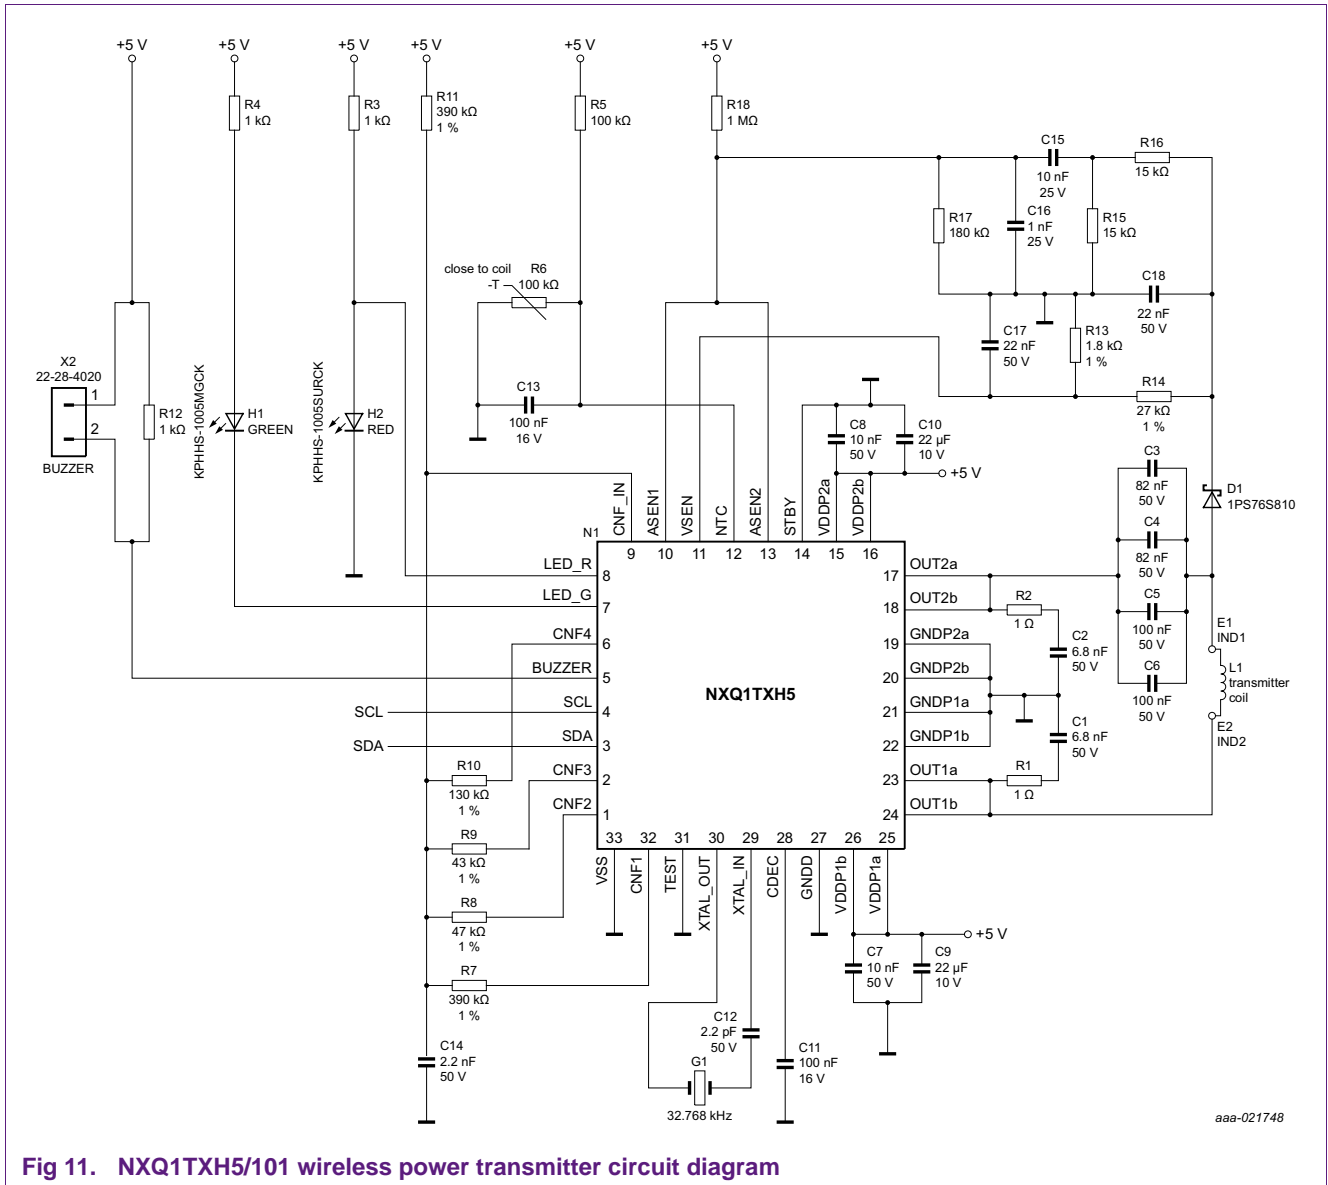 +5 V
+5 V
+5 V
+5 V
+5 V
+5 V
R4
1 kΩ
R3
1 kΩ
R11
390 kΩ
1 %
R5
100 kΩ
R18
1 MΩ
C15
10 nF
25 V
R16
15 kΩ
R17
180 kΩ
C16
1 nF
25 V
R15
15 kΩ
close to coil
-T
R6
100 kΩ
C18
22 nF
50 V
C17
22 nF
50 V
R13
1.8 kΩ
1 %
X2
22-28-4020
1
2
BUZZER
R12
1 kΩ
KPHHS-1005MGCK
H1
GREEN
KPHHS-1005SURCK
H2
RED
C13
100 nF
16 V
R14
27 kΩ
1 %
C8
10 nF
50 V
C10
22 µF
10 V
+5 V
C3
82 nF
50 V
D1
1PS76S810
C4
82 nF
50 V
C5
100 nF
50 V
C6
100 nF
50 V
CNF_IN
ASEN1
VSEN
NTC
ASEN2
STBY
VDDP2a
VDDP2b
N1
9
10
11
12
13
14
15
16
LED_R
8
LED_G
7
CNF4
6
BUZZER
5
SCL
SCL
4
SDA
SDA
3
CNF3
2
CNF2
1
NXQ1TXH5
17
OUT2a
18
OUT2b
19
GNDP2a
20
GNDP2b
21
GNDP1a
22
GNDP1b
23
OUT1a
24
OUT1b
R2
1 Ω
C2
6.8 nF
50 V
C1
6.8 nF
50 V
R1
1 Ω
E1
IND1
L1
transmitter
coil
E2
IND2
R10
130 kΩ
1 %
R9
43 kΩ
1 %
R8
47 kΩ
1 %
R7
390 kΩ
1 %
33
32
31
30
29
28
27
26
25
VSS
CNF1
TEST
XTAL_OUT
XTAL_IN
CDEC
GNDD
VDDP1b
VDDP1a
+5 V
C7
10 nF
50 V
C9
22 µF
10 V
C14
2.2 nF
50 V
C12
2.2 pF
50 V
G1
32.768 kHz
C11
100 nF
16 V
aaa-021748
Fig 11. NXQ1TXH5/101 wireless power transmitter circuit diagram